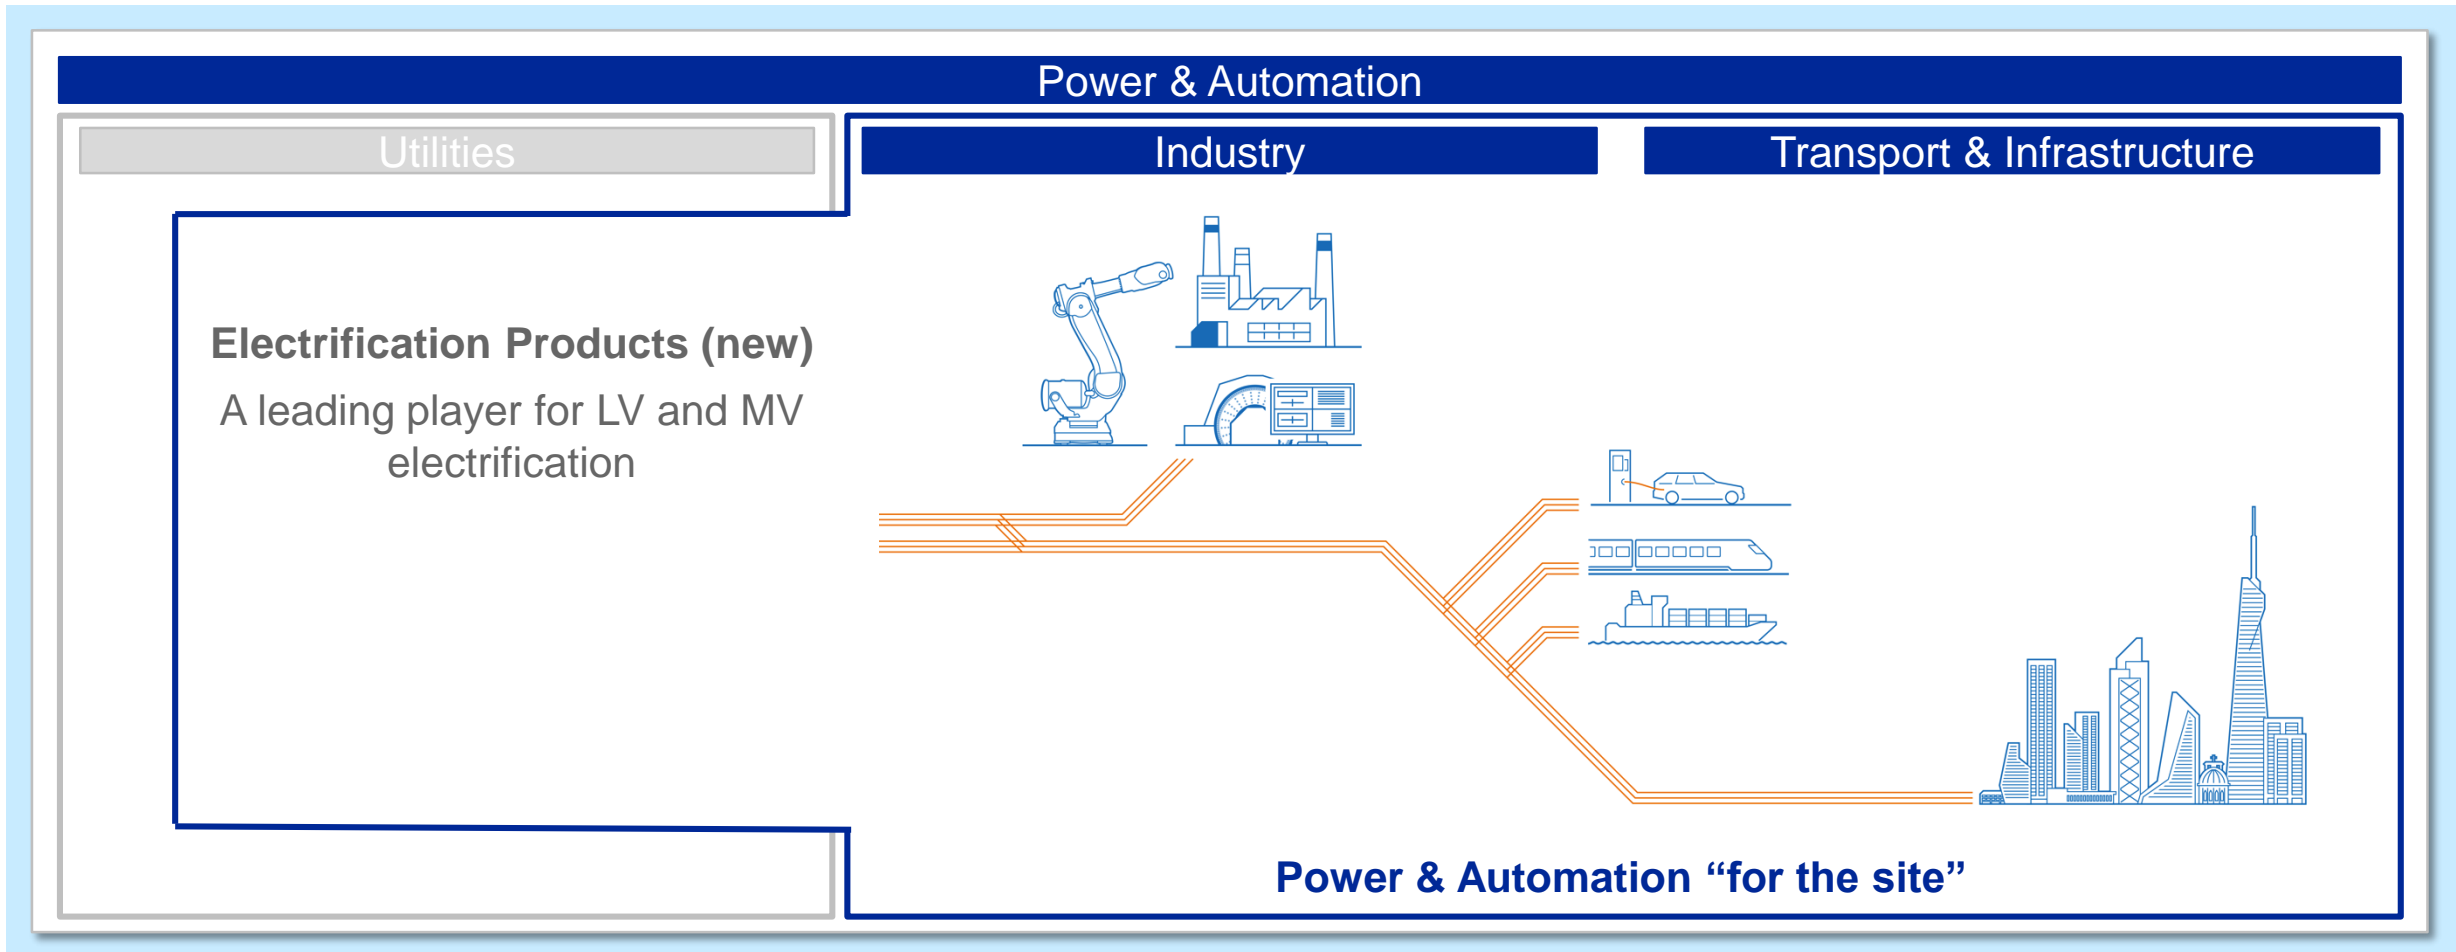 Power & Automation
Utilities
Industry
Transport & Infrastructure
Electrification Products (new)
A leading player for LV and MV
electrification
Power & Automation “for the site”